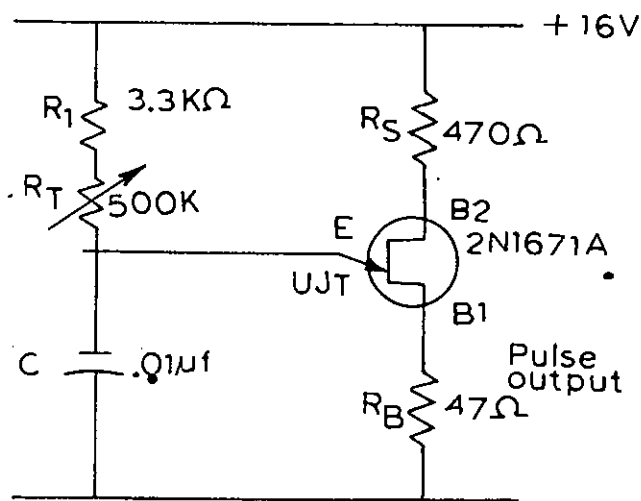 +16V
R1 3.3KΩ
RS 470Ω
RT 500K
B2
E 2N1671A
UJT
B1
C .01µf
Pulse
output
RB 47Ω